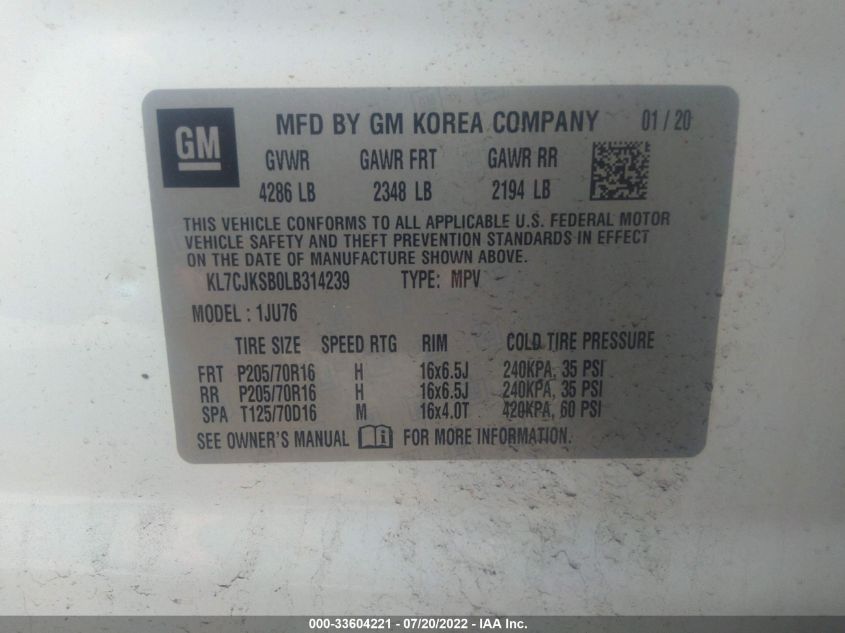 GM
MFD BY GM KOREA COMPANY 01 / 20
GVWR GAWR FRT GAWR RR
4286 LB 2348 LB 2194 LB
THIS VEHICLE CONFORMS TO ALL APPLICABLE U.S. FEDERAL MOTOR
VEHICLE SAFETY AND THEFT PREVENTION STANDARDS IN EFFECT
ON THE DATE OF MANUFACTURE SHOWN ABOVE.
KL7CJKSB0LB314239 TYPE: MPV
MODEL : 1JU76
TIRE SIZE SPEED RTG RIM COLD TIRE PRESSURE
FRT P205/70R16 H 16x6.5J 240KPA, 35 PSI
RR P205/70R16 H 16x6.5J 240KPA, 35 PSI
SPA T125/70D16 M 16x4.0T 420KPA, 60 PSI
SEE OWNER'S MANUAL i FOR MORE INFORMATION.
000-33604221 - 07/20/2022 - IAA Inc.